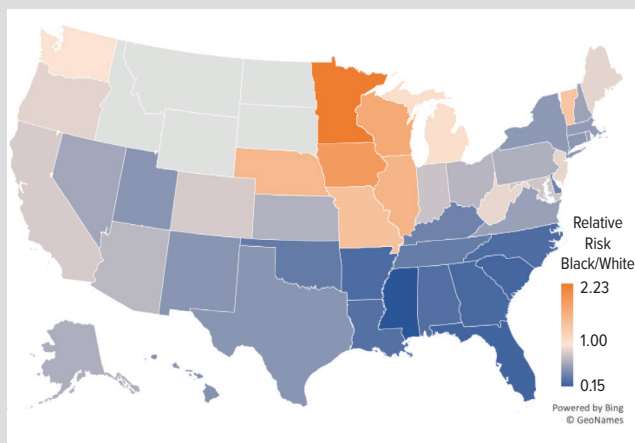 Relative
Risk
Black/White
2.23
1.00
0.15
Powered by Bing
© GeoNames